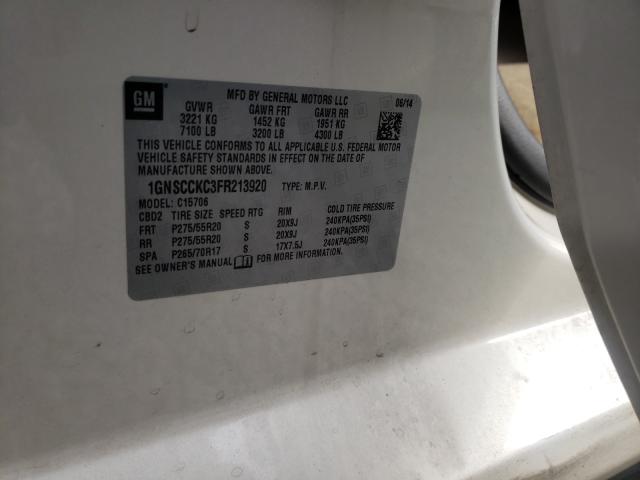 GM
MFD BY GENERAL MOTORS LLC 06/14
GVWR GAWR FRT GAWR RR
3221 KG 1452 KG 1951 KG
7100 LB 3200 LB 4300 LB
THIS VEHICLE CONFORMS TO ALL APPLICABLE U.S. FEDERAL MOTOR
VEHICLE SAFETY STANDARDS IN EFFECT ON THE DATE OF
MANUFACTURE SHOWN ABOVE.
1GNSCCKC3FR213920 TYPE: M.P.V.
MODEL: C15706
CBD2 TIRE SIZE SPEED RTG RIM COLD TIRE PRESSURE
FRT P275/55R20 S 20X9J 240KPA(35PSI)
RR P275/55R20 S 20X9J 240KPA(35PSI)
SPA P265/70R17 S 17X7.5J 240KPA(35PSI)
SEE OWNER'S MANUAL FOR MORE INFORMATION.